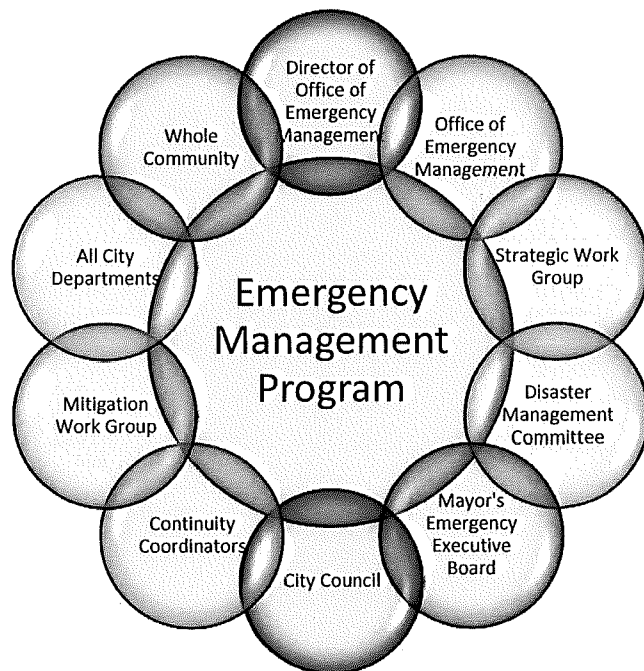 Director of
Office of
Emergency
Management
Office of
Emergency
Management
Strategic Work
Group
Disaster
Management
Committee
Mayor's
Emergency
Executive
Board
City Council
Continuity
Coordinators
Mitigation
Work Group
All City
Departments
Whole
Community
Emergency
Management
Program